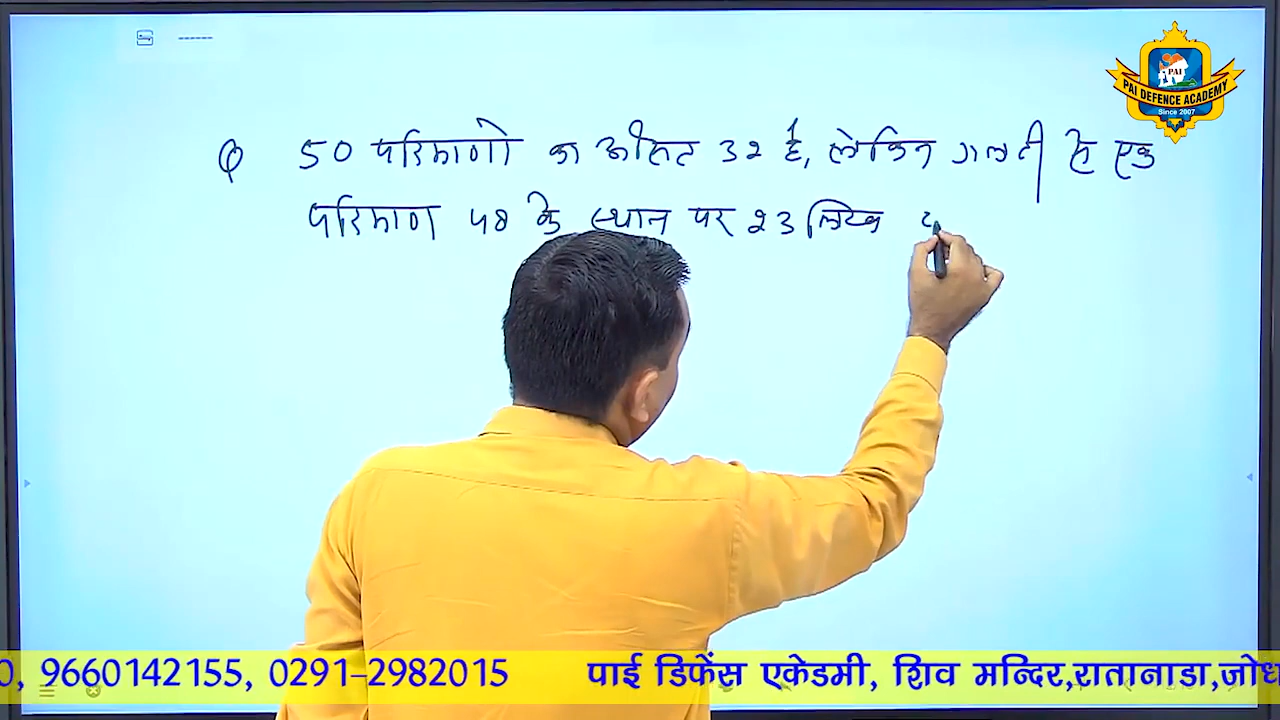 PAI
PAI DEFENCE ACADEMY
Since 2007
Q 50 परिमाणो का औसत 32 है, लेकिन गलती से एक
परिमाण 48 के स्थान पर 23 लिख
0, 9660142155, 0291-2982015 पाई डिफेंस एकेडमी, शिव मन्दिर,रातानाडा,जोध